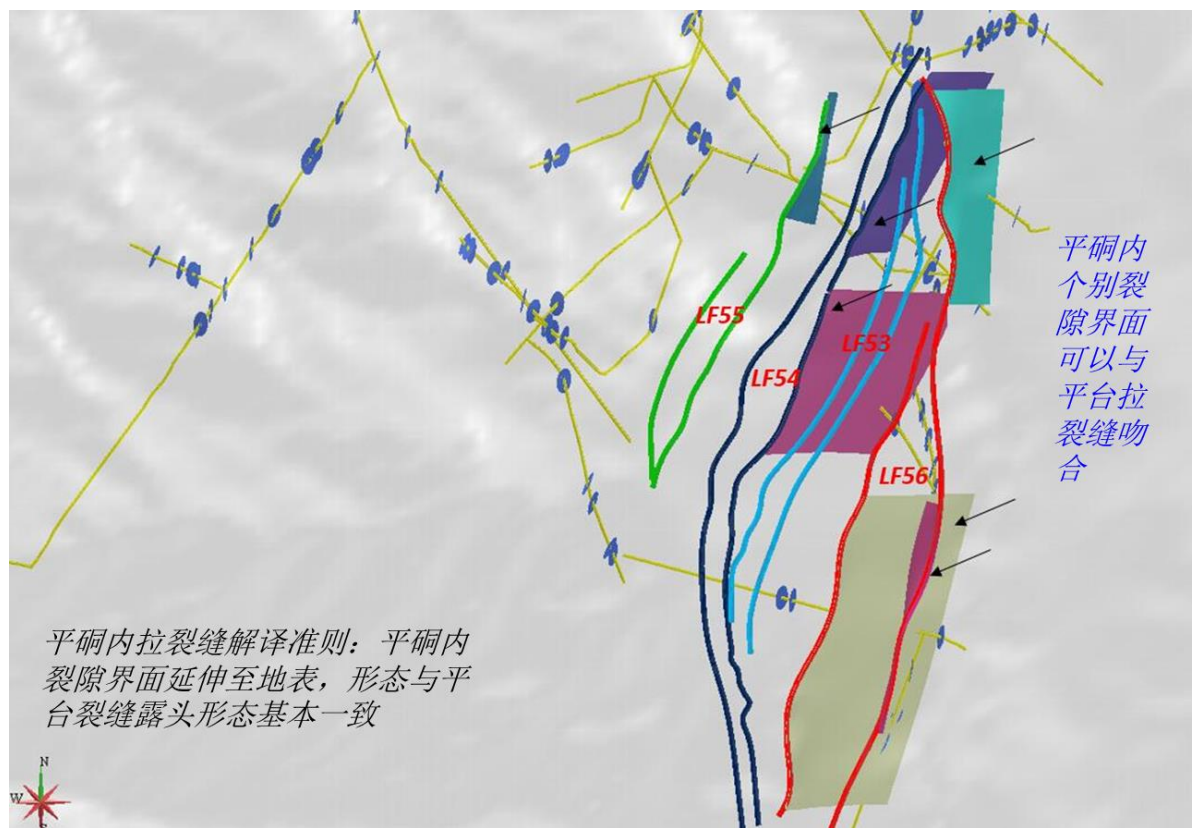 LF55
LF53
LF54
LF56
平硐内
个别裂
隙界面
可以与
平台拉
裂缝吻
合
平硐内拉裂缝解译准则：平硐内
裂隙界面延伸至地表，形态与平
台裂缝露头形态基本一致
N
W